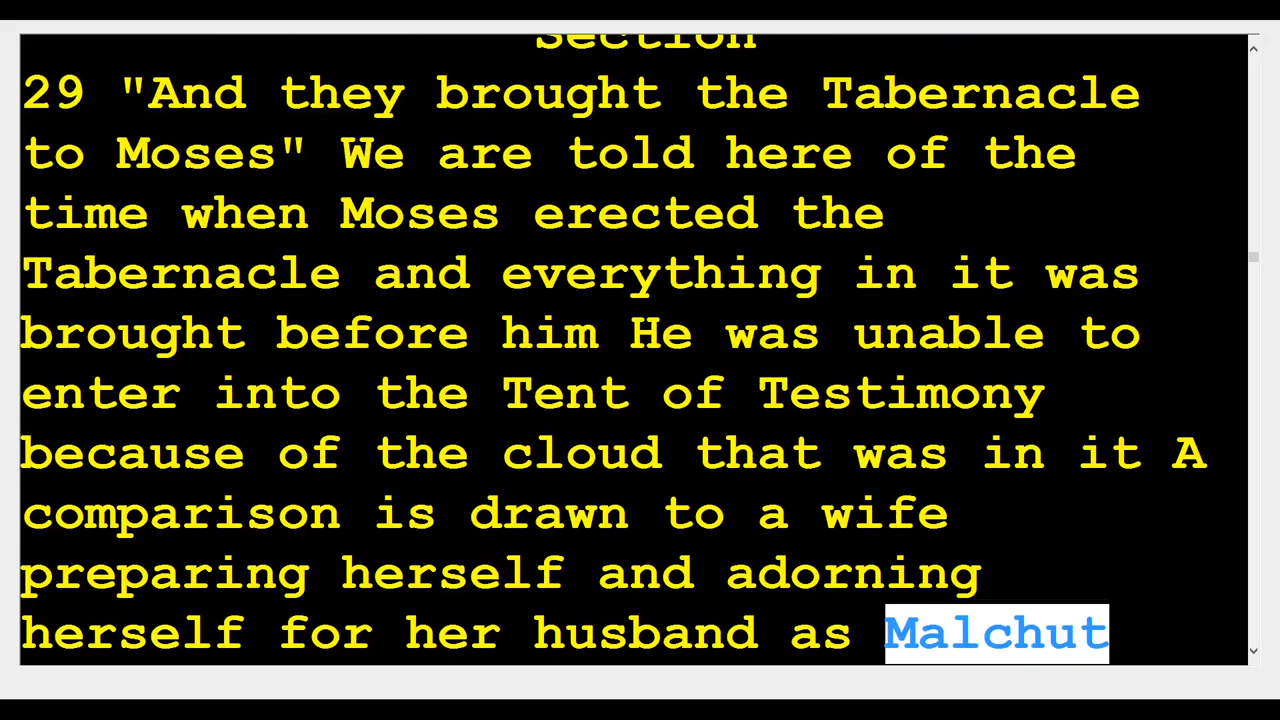 Section
29 "And they brought the Tabernacle
to Moses" We are told here of the
time when Moses erected the
Tabernacle and everything in it was
brought before him He was unable to
enter into the Tent of Testimony
because of the cloud that was in it A
comparison is drawn to a wife
preparing herself and adorning
herself for her husband as Malchut